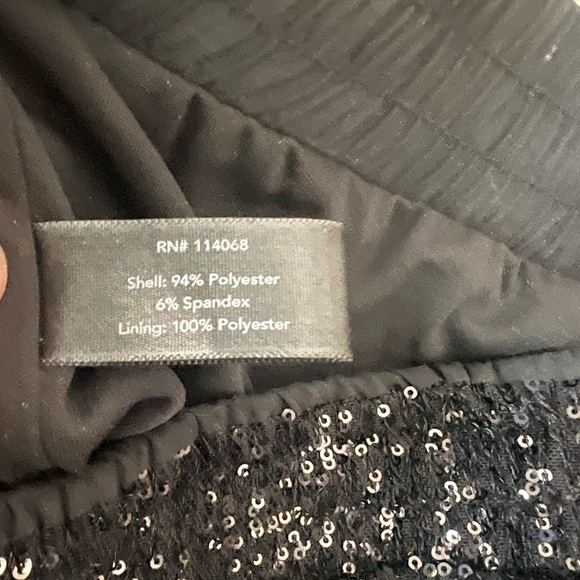 RN# 114068
Shell: 94% Polyester
6% Spandex
Lining: 100% Polyester